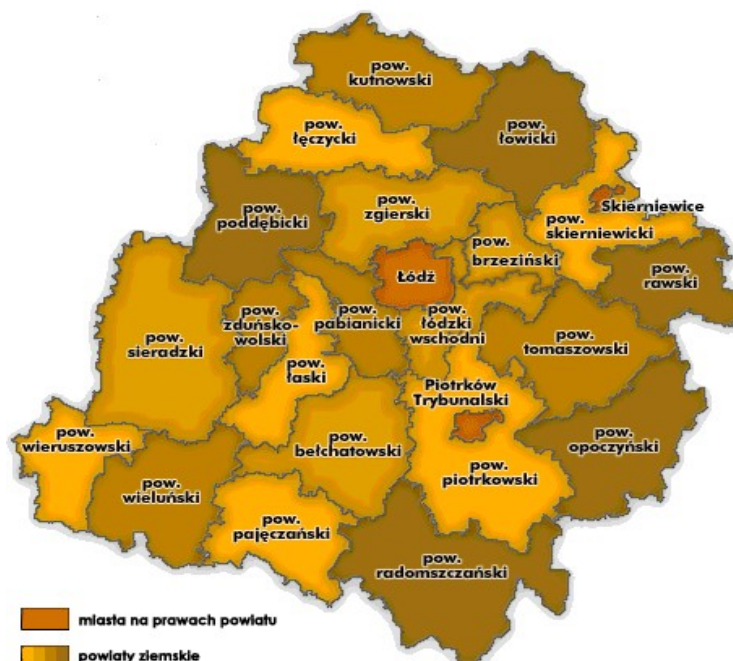 pow.
kutnowski
pow.
łęczycki
pow.
łowicki
pow.
poddębicki
pow.
zgierski
Skierniewice
pow.
skierniewicki
pow.
brzeziński
Łódź
pow.
rawski
pow.
sieradzki
pow.
zduńsko-
wolski
pow.
pabianicki
pow.
łódzki
wschodni
pow.
tomaszowski
pow.
łaski
Piotrków
Trybunalski
pow.
wieruszowski
pow.
bełchatowski
pow.
opoczyński
pow.
wieluński
pow.
piotrkowski
pow.
pajęczański
pow.
radomszczański
miasta na prawach powiatu
powiaty ziemskie